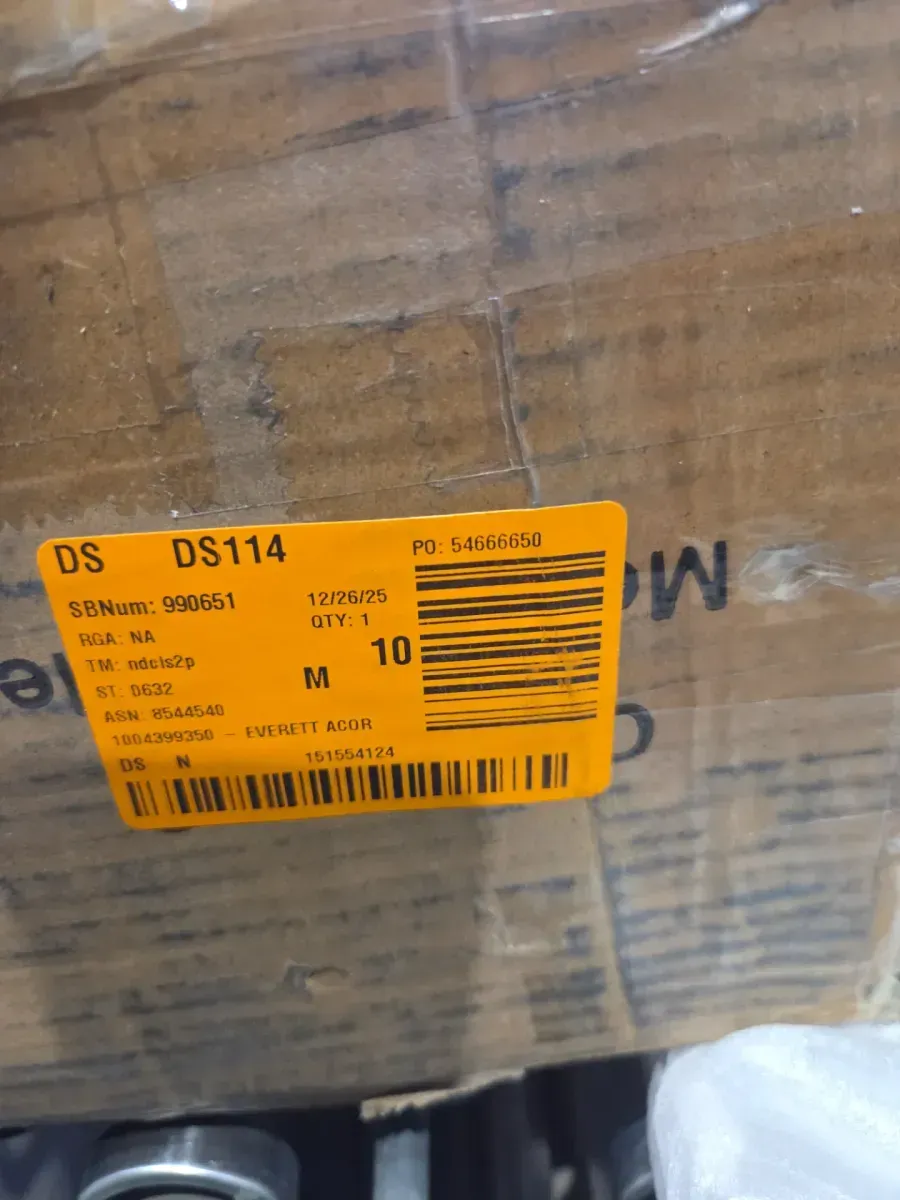 DS DS114 PO: 54666650
SBNum: 990651 12/26/25
RGA: NA QTY: 1
TM: ndcls2p M 10
ST: 0632
ASN: 8544540
1004399350 - EVERETT ACOR
DS N 151554124